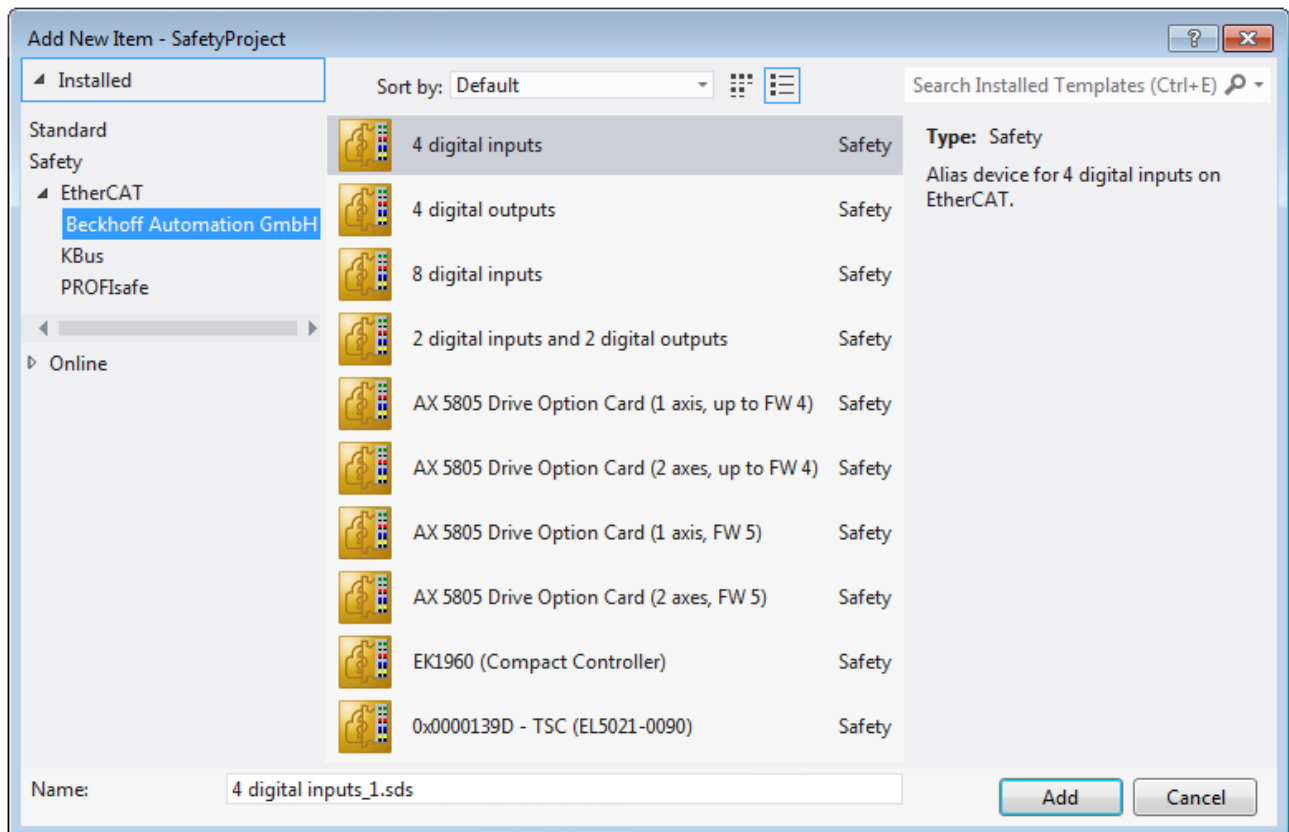 Add New Item - SafetyProject
Installed
Sort by: Default
Search Installed Templates (Ctrl+E)
Standard
Safety
EtherCAT
Beckhoff Automation GmbH
KBus
PROFIsafe
Online
4 digital inputs Safety
4 digital outputs Safety
8 digital inputs Safety
2 digital inputs and 2 digital outputs Safety
AX 5805 Drive Option Card (1 axis, up to FW 4) Safety
AX 5805 Drive Option Card (2 axes, up to FW 4) Safety
AX 5805 Drive Option Card (1 axis, FW 5) Safety
AX 5805 Drive Option Card (2 axes, FW 5) Safety
EK1960 (Compact Controller) Safety
0x0000139D - TSC (EL5021-0090) Safety
Type: Safety
Alias device for 4 digital inputs on
EtherCAT.
Name: 4 digital inputs_1.sds
Add Cancel